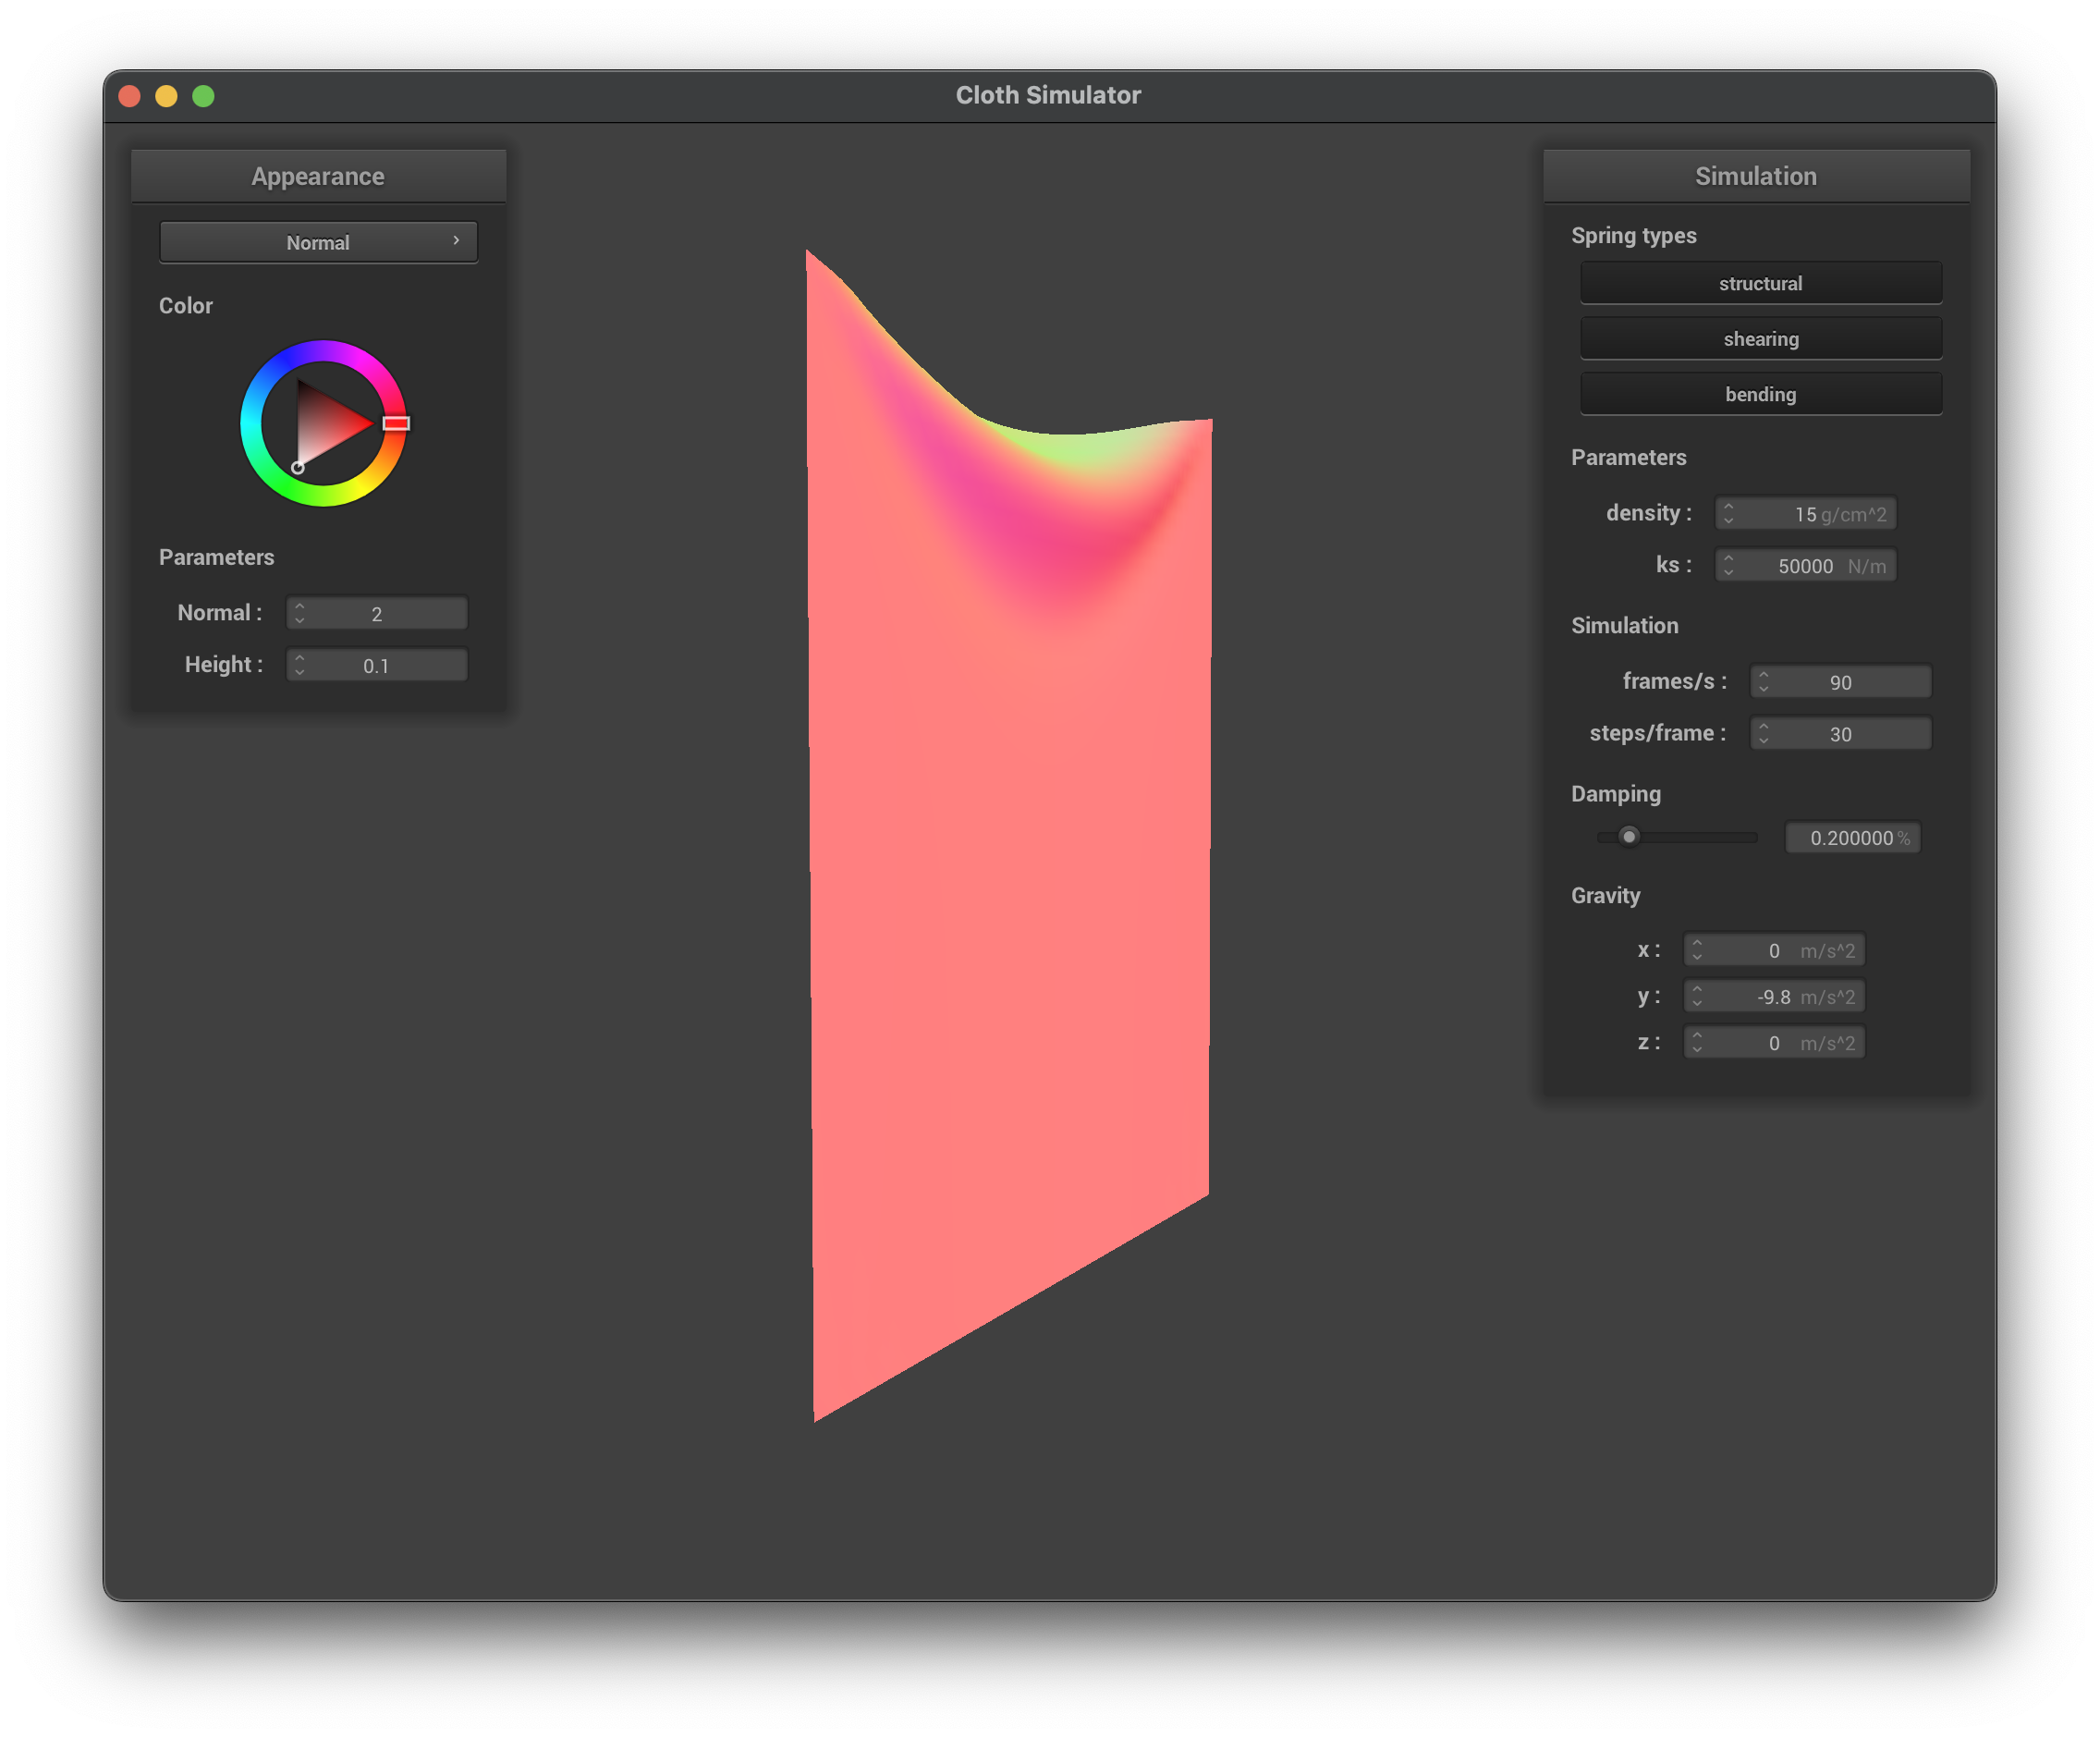 Cloth Simulator
Appearance
Normal
Color
Parameters
Normal : 2
Height : 0.1
Simulation
Spring types
structural
shearing
bending
Parameters
density : 15 g/cm^2
ks : 50000 N/m
Simulation
frames/s : 90
steps/frame : 30
Damping
0.200000 %
Gravity
x : 0 m/s^2
y : -9.8 m/s^2
z : 0 m/s^2